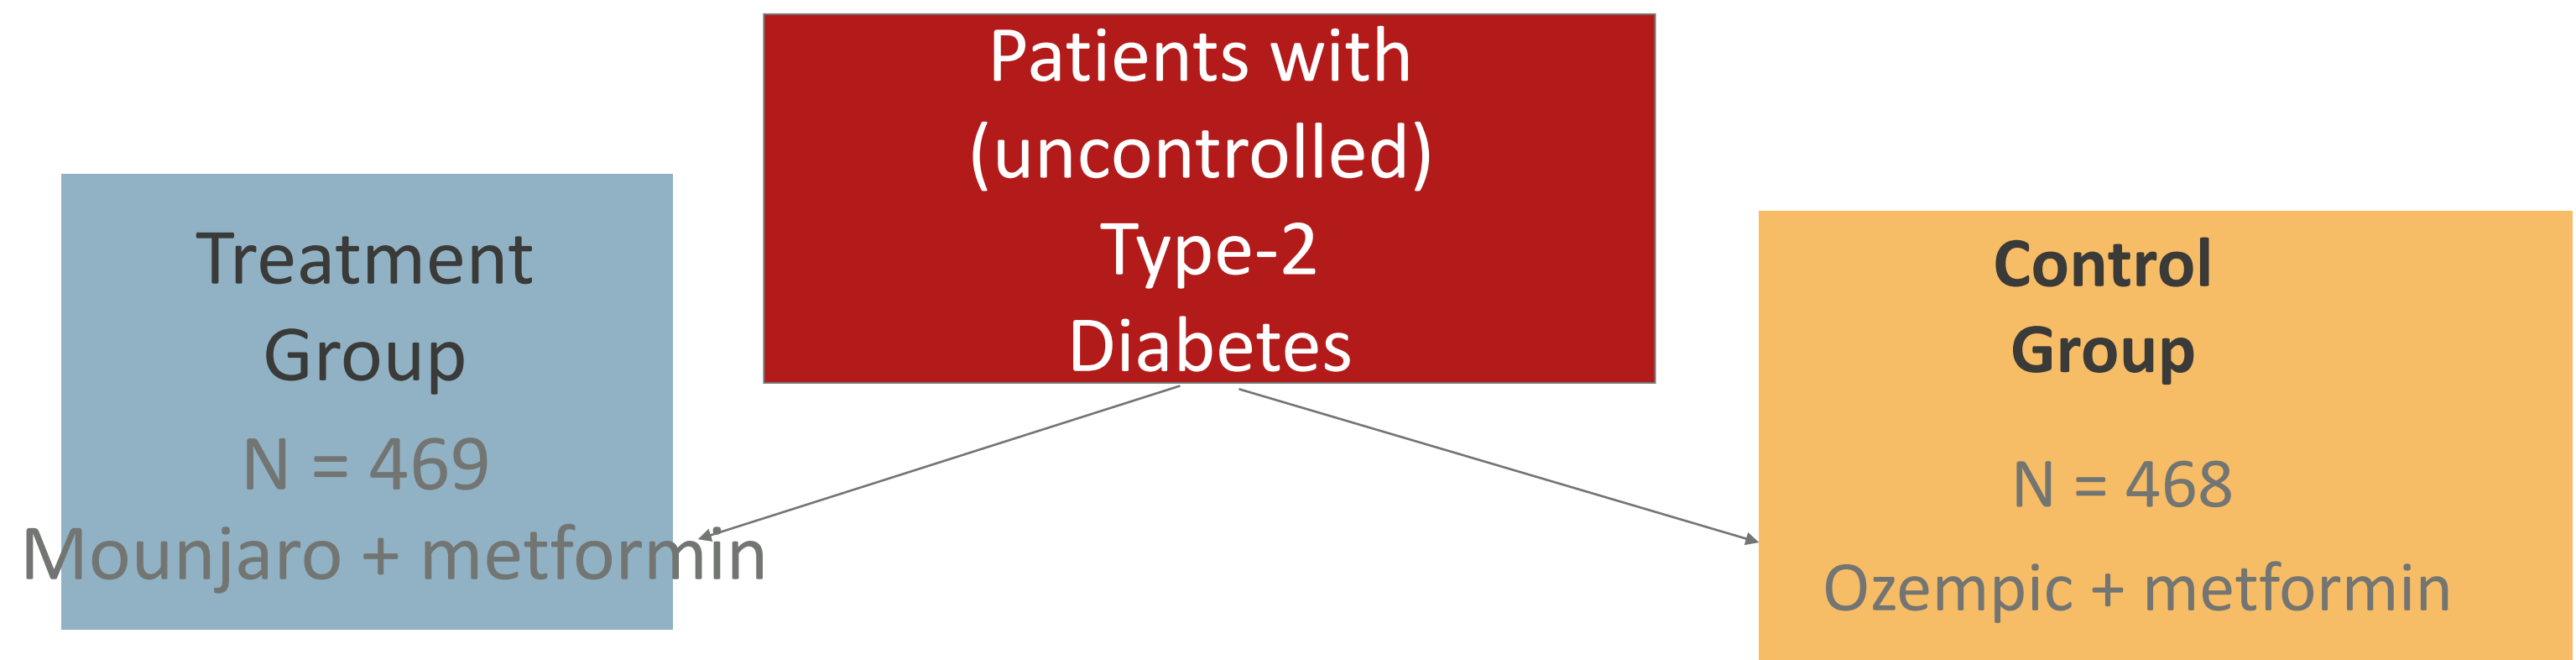 Patients with
(uncontrolled)
Type-2
Diabetes
Treatment
Group
N = 469
Mounjaro + metformin
Control
Group
N = 468
Ozempic + metformin